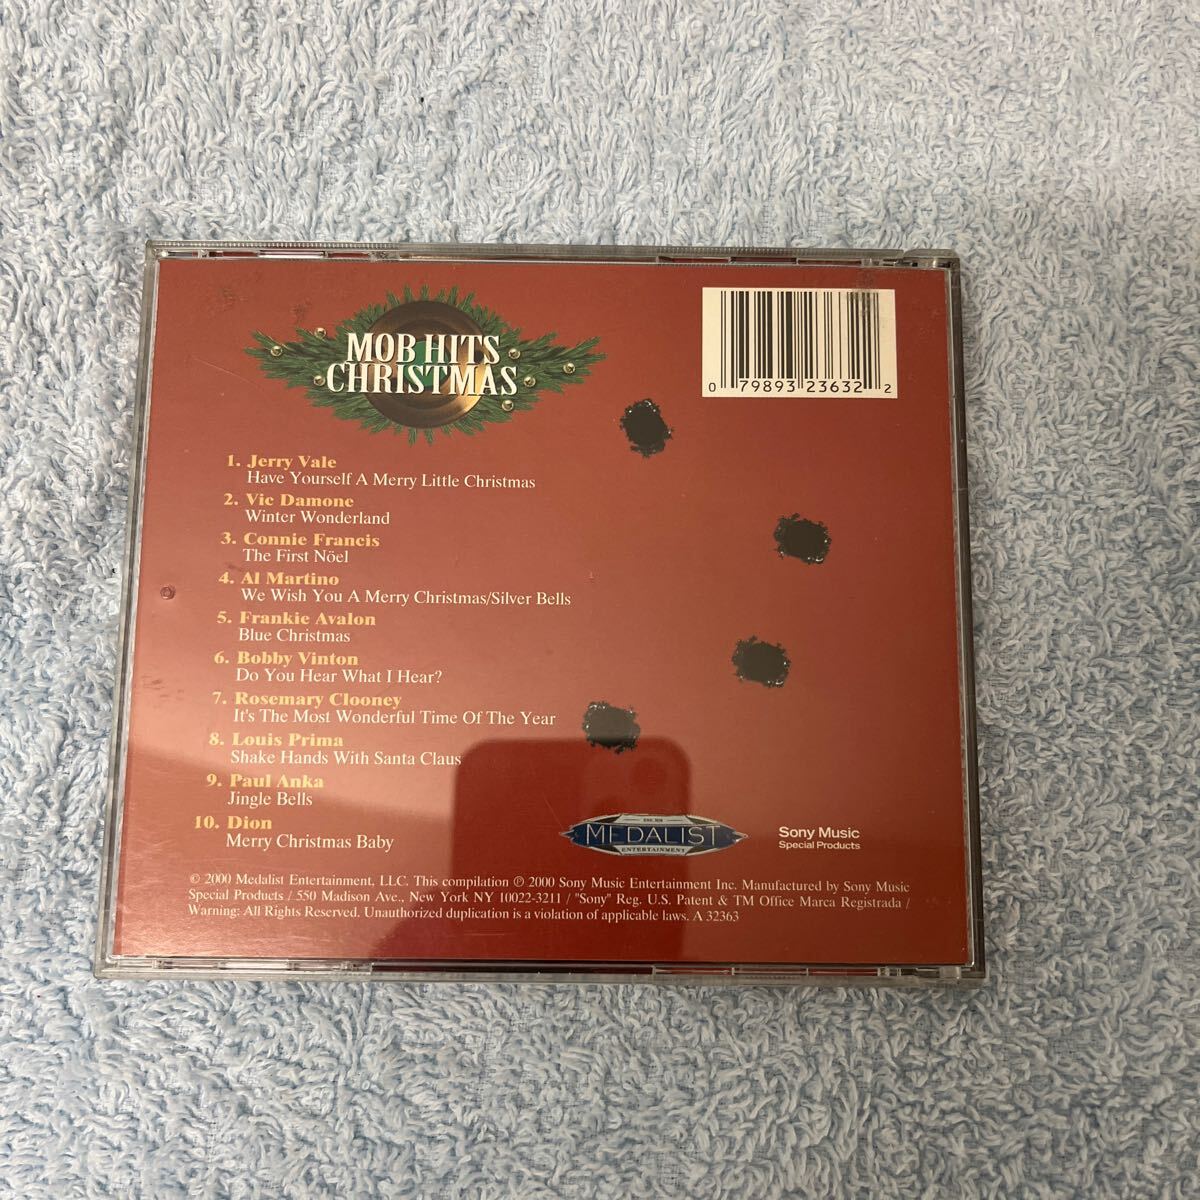 MOB HITS
CHRISTMAS
0 79893 23632 2
1. Jerry Vale
Have Yourself A Merry Little Christmas
2. Vic Damone
Winter Wonderland
3. Connie Francis
The First Nöel
4. Al Martino
We Wish You A Merry Christmas/Silver Bells
5. Frankie Avalon
Blue Christmas
6. Bobby Vinton
Do You Hear What I Hear?
7. Rosemary Clooney
It's The Most Wonderful Time Of The Year
8. Louis Prima
Shake Hands With Santa Claus
9. Paul Anka
Jingle Bells
10. Dion
Merry Christmas Baby
MEDALIST
ENTERTAINMENT
Sony Music
Special Products
© 2000 Medalist Entertainment, LLC. This compilation ℗ 2000 Sony Music Entertainment Inc. Manufactured by Sony Music
Special Products / 550 Madison Ave., New York NY 10022-3211 / "Sony" Reg. U.S. Patent & TM Office Marca Registrada /
Warning: All Rights Reserved. Unauthorized duplication is a violation of applicable laws. A 32363